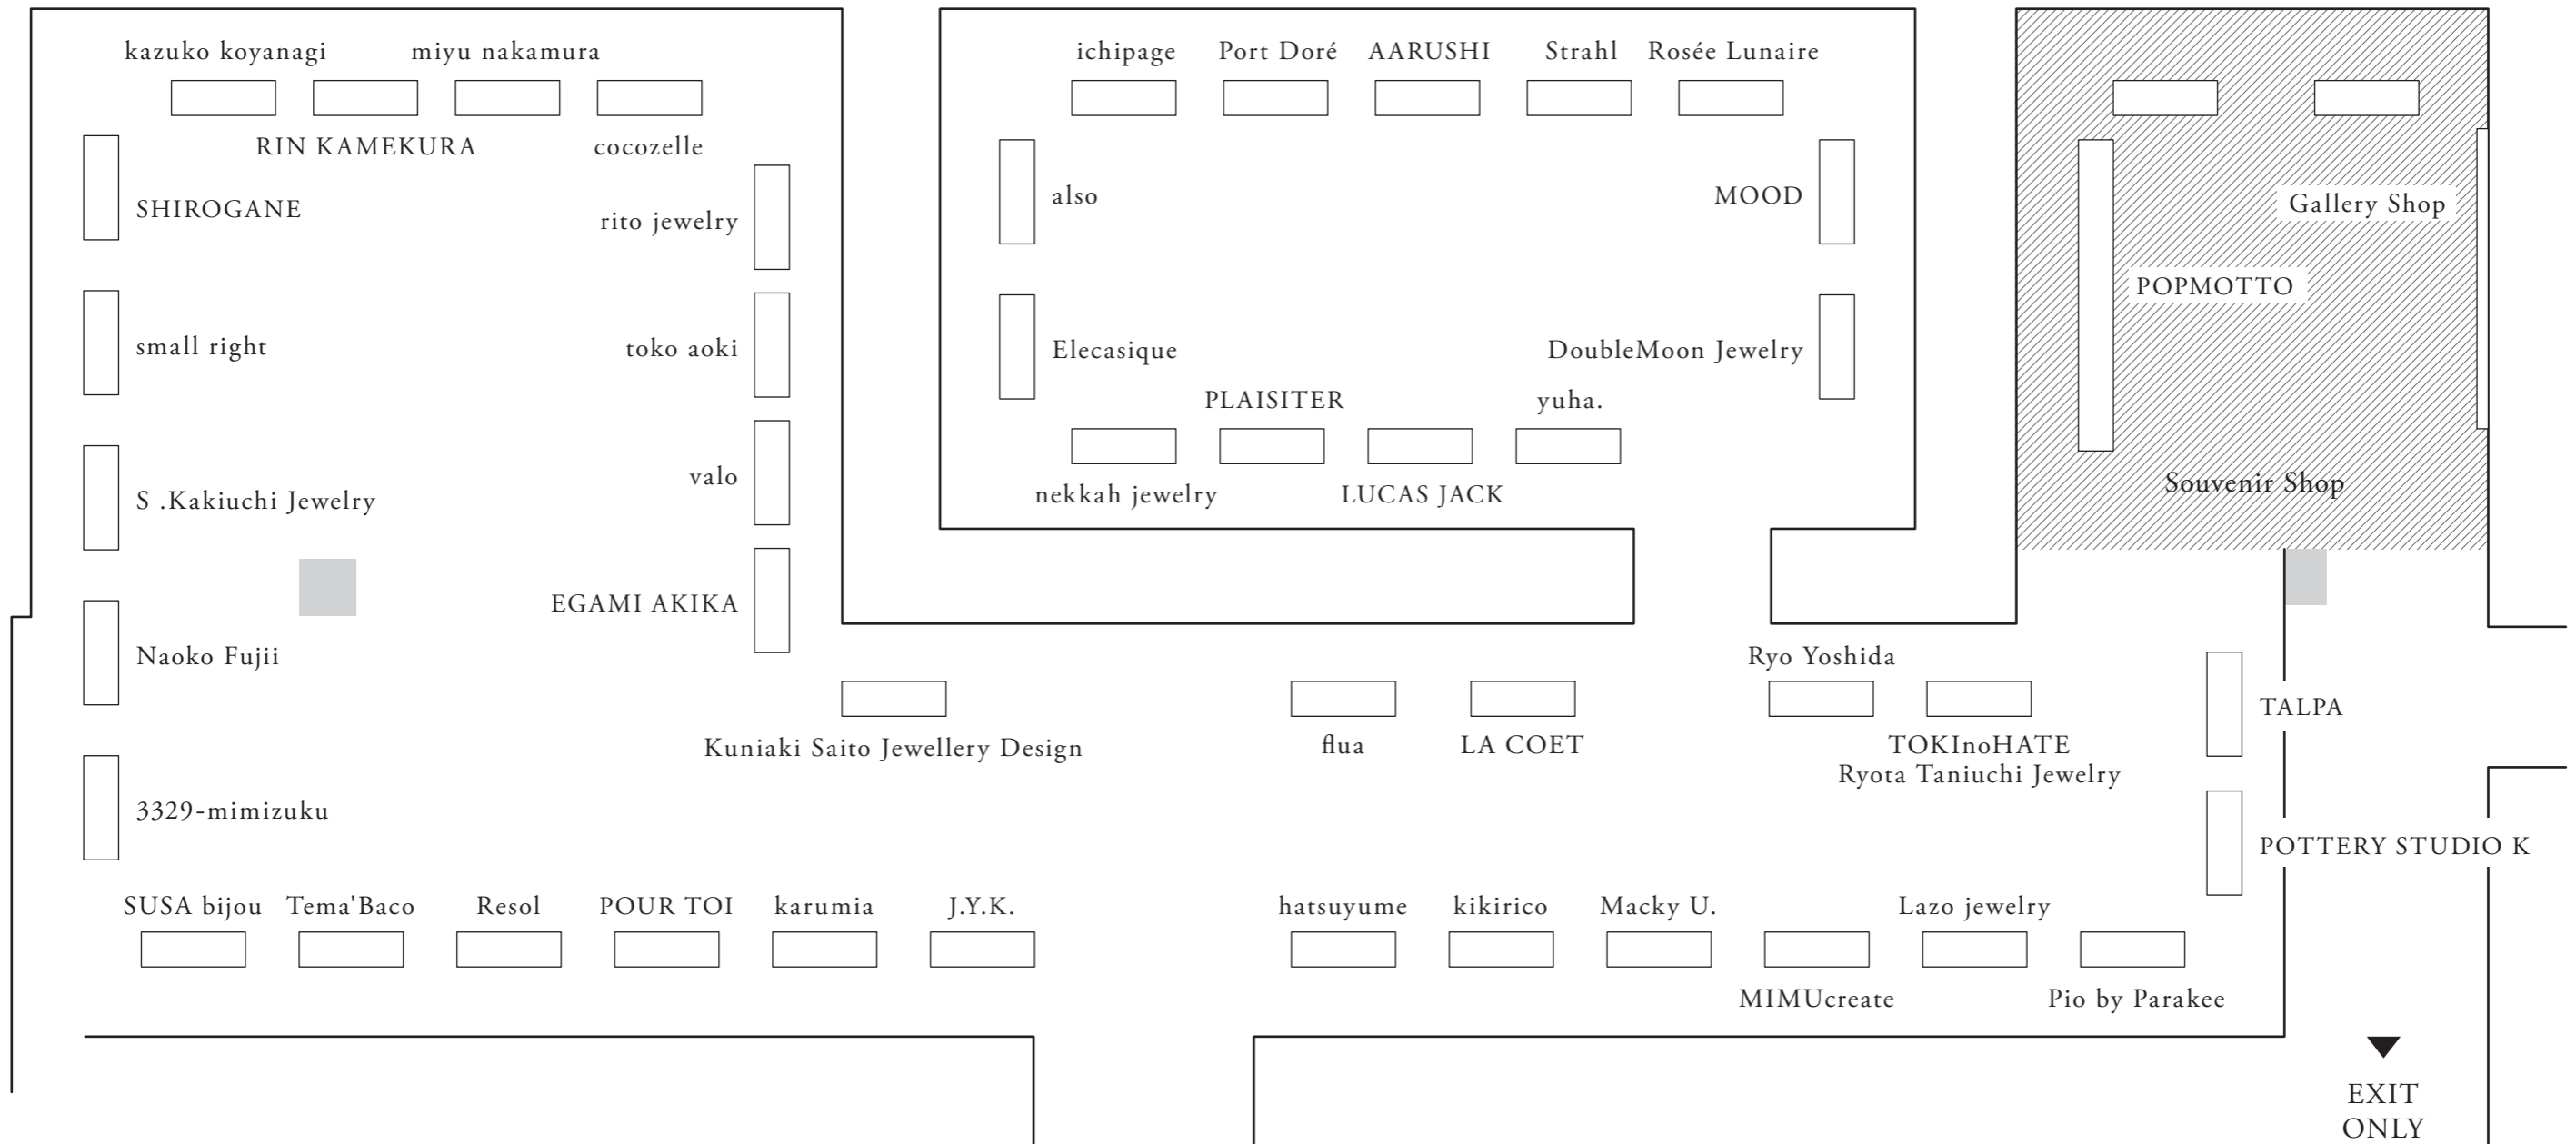 kazuko koyanagi
miyu nakamura
RIN KAMEKURA
cocozelle
SHIROGANE
rito jewelry
small right
toko aoki
S .Kakiuchi Jewelry
valo
EGAMI AKIKA
Naoko Fujii
3329-mimizuku
Kuniaki Saito Jewellery Design
SUSA bijou
Tema'Baco
Resol
POUR TOI
karumia
J.Y.K.
ichipage
Port Doré
AARUSHI
Strahl
Rosée Lunaire
also
MOOD
Elecasique
DoubleMoon Jewelry
PLAISITER
yuha.
nekkah jewelry
LUCAS JACK
Gallery Shop
POPMOTTO
Souvenir Shop
flua
LA COET
Ryo Yoshida
TOKInoHATE
Ryota Taniuchi Jewelry
TALPA
POTTERY STUDIO K
hatsuyume
kikirico
Macky U.
MIMUcreate
Lazo jewelry
Pio by Parakee
EXIT
ONLY